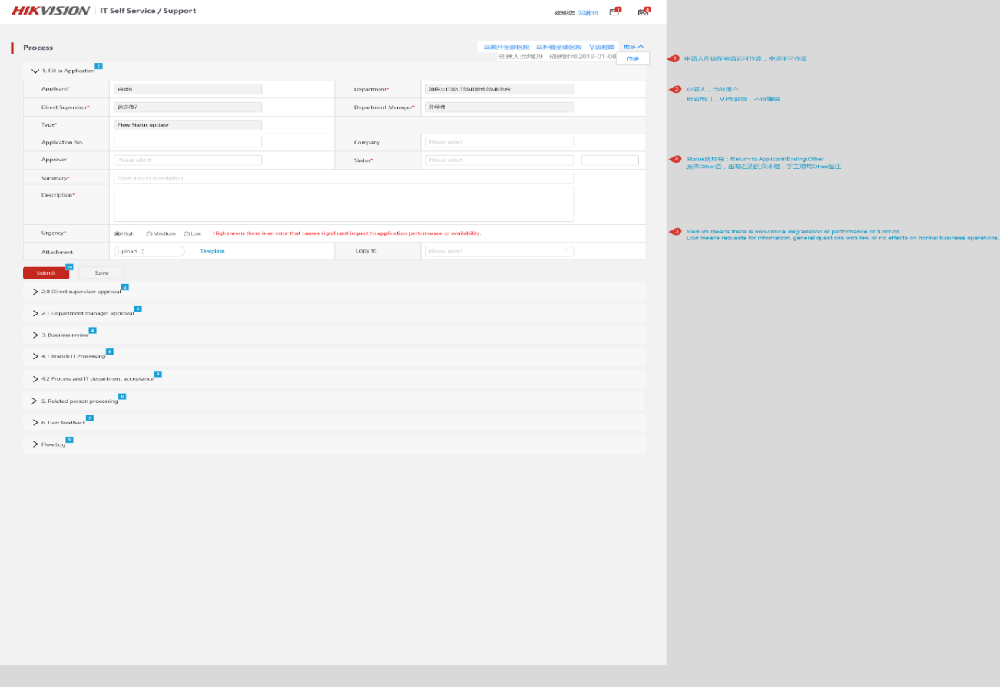 HIKVISION IT Self Service / Support
欢迎您 厉珺39 1 4
Process
展开全部区段 折叠全部区段 流程图 更多
创建人:厉珺39 创建时间:2019-01-08
作废
1 申请人在保存申请后可作废，中途不可作废
1. Fill in Application 1
Applicant* 肖晴6 Department* 流程与IT部\IT部\IT运维部\服务台
2 申请人，当前用户
申请部门，从PS获取，不可编辑
Direct Supervisor* 徐志伟7 Department Manager* 孙华伟
Type* Flow Status update
Application No. Company Please select
Approver Please select Status* Please select
4 Status选项有：Return to Applicant\Ending\Other
选择Other后，出现右边的文本框，手工填写Other备注
Summary* Enter a short description
Description*
Urgency* High Medium Low High means there is an error that causes significant impact to application performance or availability.
3 Medium means there is non-critical degradation of performance or function.:
Low means requests for information, general questions with few or no effects on normal business operations.
Attachment Upload Template Copy to Please select
Submit 10 Save
2.0 Direct supervisor approval 2
2.1 Department manager approval 3
3. Business review 4
4.1 Branch IT Processing 5
4.2 Process and IT department acceptance 8
5. Related person processing 6
6. User feedback 7
Flow Log 9